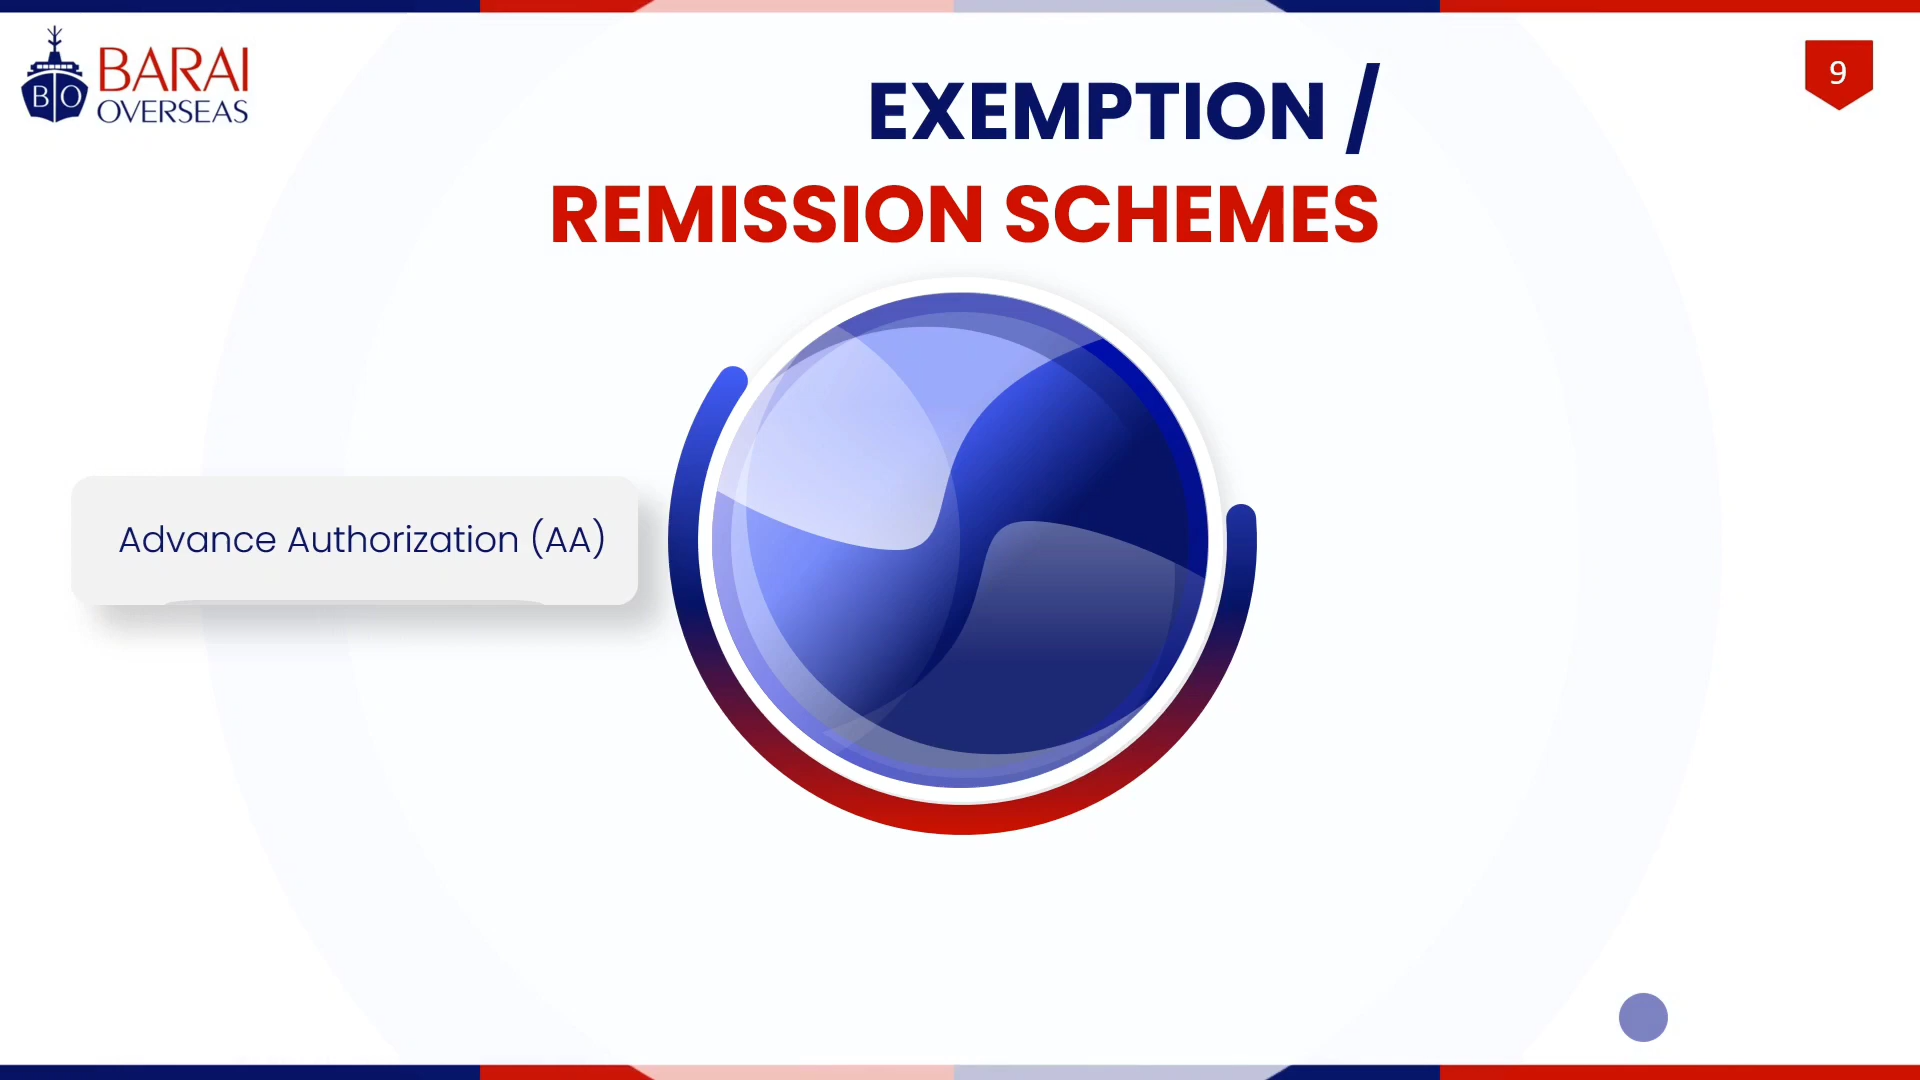 BO
BARAI
OVERSEAS
9
EXEMPTION /
REMISSION SCHEMES
Advance Authorization (AA)